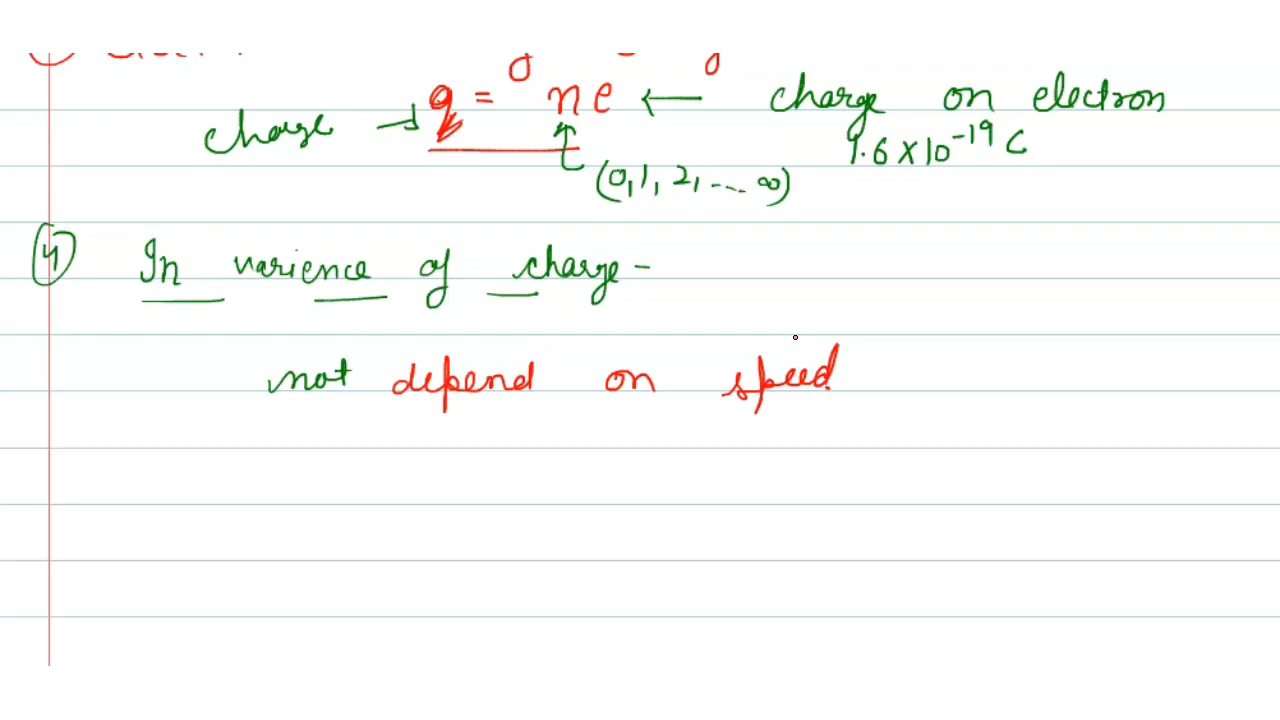 q = ne ← charge on electron
charge →
1.6 X 10^-19 C
(0, 1, 2, ... ∞)
4 In varience of charge -
not depend on speed